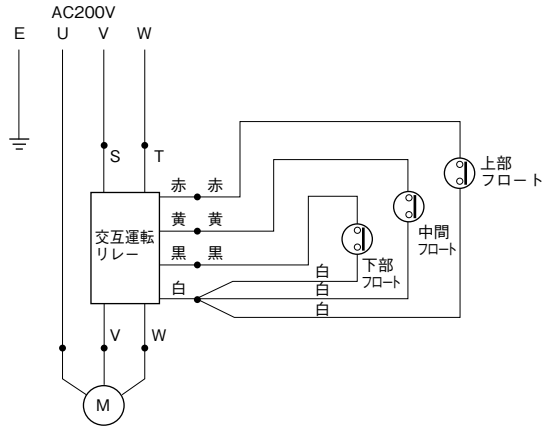 AC200V
E U V W
S T
赤 赤
上部
フロート
黄 黄
中間
フロート
交互運転
リレー
黒 黒
下部
フロート
白
白
白
白
V W
M